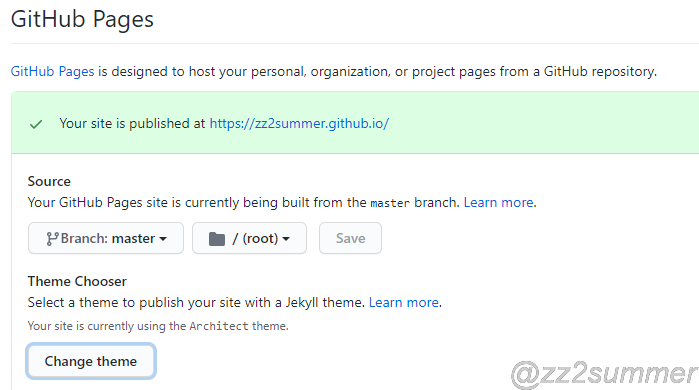 GitHub Pages
GitHub Pages is designed to host your personal, organization, or project pages from a GitHub repository.
Your site is published at https://zz2summer.github.io/
Source
Your GitHub Pages site is currently being built from the master branch. Learn more.
Branch: master / (root) Save
Theme Chooser
Select a theme to publish your site with a Jekyll theme. Learn more.
Your site is currently using the Architect theme.
Change theme
@zz2summer